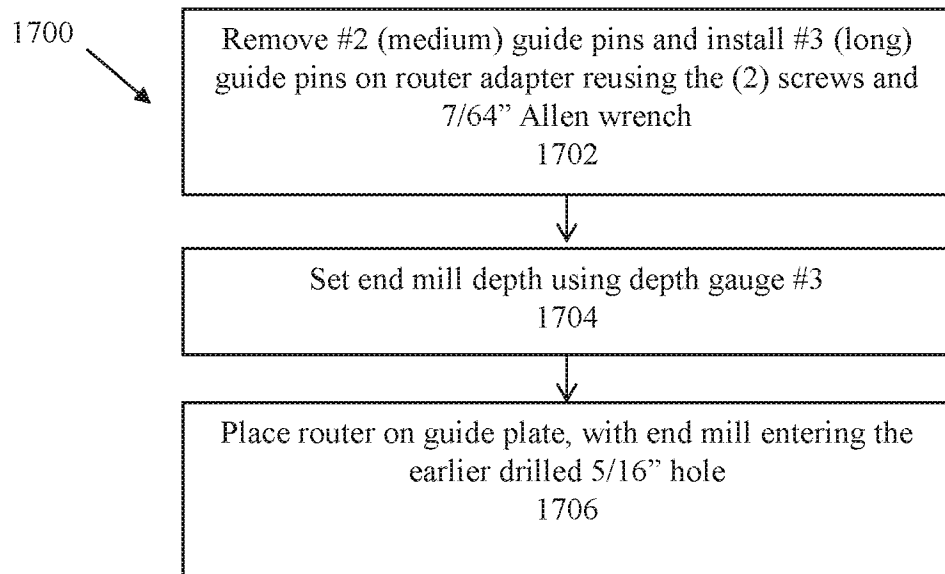 1700
Remove #2 (medium) guide pins and install #3 (long)
guide pins on router adapter reusing the (2) screws and
7/64” Allen wrench
1702
Set end mill depth using depth gauge #3
1704
Place router on guide plate, with end mill entering the
earlier drilled 5/16” hole
1706